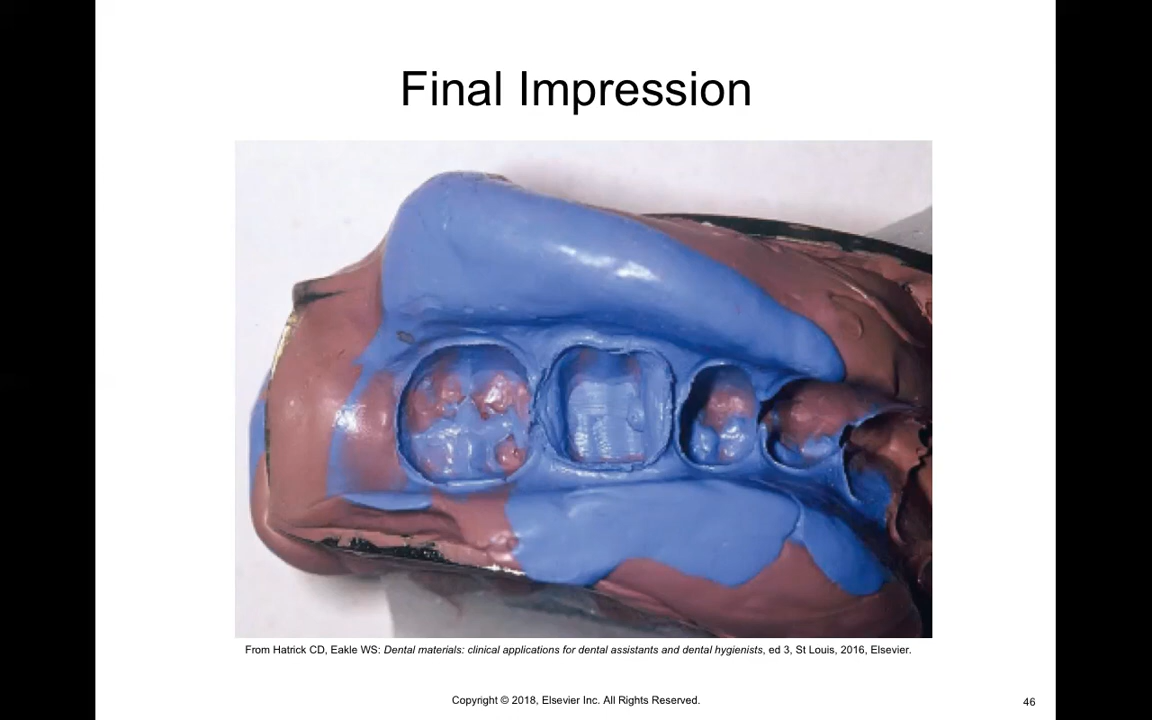 Final Impression
From Hatrick CD, Eakle WS: Dental materials: clinical applications for dental assistants and dental hygienists, ed 3, St Louis, 2016, Elsevier.
Copyright © 2018, Elsevier Inc. All Rights Reserved.
46